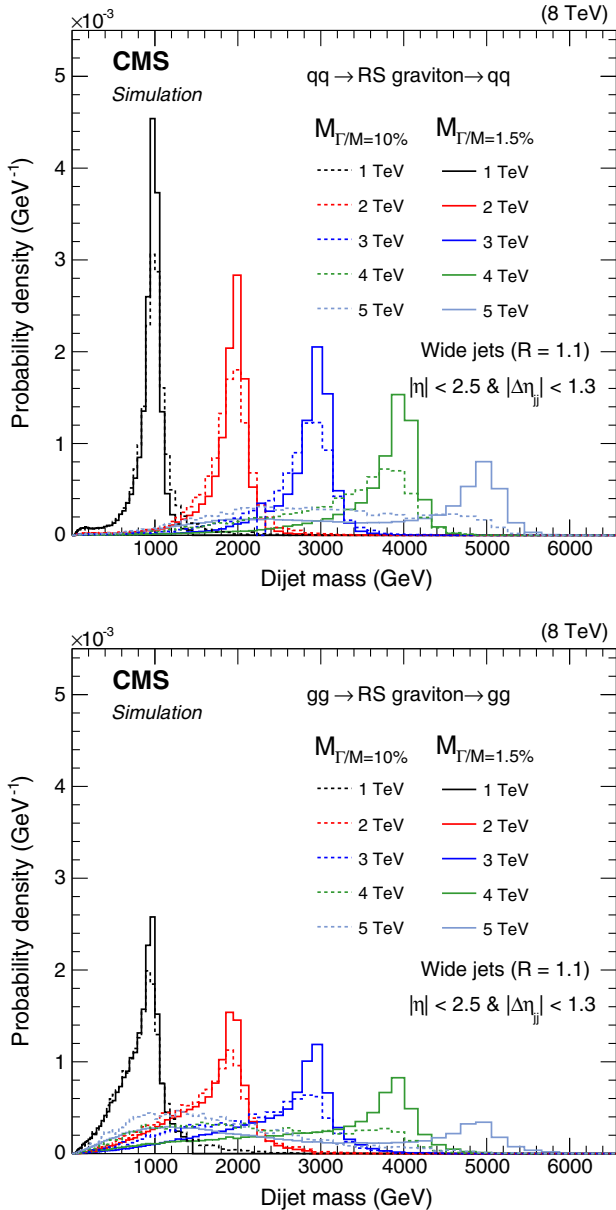 ×10⁻³ (8 TeV)
CMS
Simulation
qq → RS graviton → qq
M_Γ/M=10% M_Γ/M=1.5%
1 TeV 1 TeV
2 TeV 2 TeV
3 TeV 3 TeV
4 TeV 4 TeV
5 TeV 5 TeV
Wide jets (R = 1.1)
|η| < 2.5 & |Δη_jj| < 1.3
Probability density (GeV⁻¹)
5
4
3
2
1
0
1000 2000 3000 4000 5000 6000
Dijet mass (GeV)
×10⁻³ (8 TeV)
CMS
Simulation
gg → RS graviton → gg
M_Γ/M=10% M_Γ/M=1.5%
1 TeV 1 TeV
2 TeV 2 TeV
3 TeV 3 TeV
4 TeV 4 TeV
5 TeV 5 TeV
Wide jets (R = 1.1)
|η| < 2.5 & |Δη_jj| < 1.3
Probability density (GeV⁻¹)
5
4
3
2
1
0
1000 2000 3000 4000 5000 6000
Dijet mass (GeV)